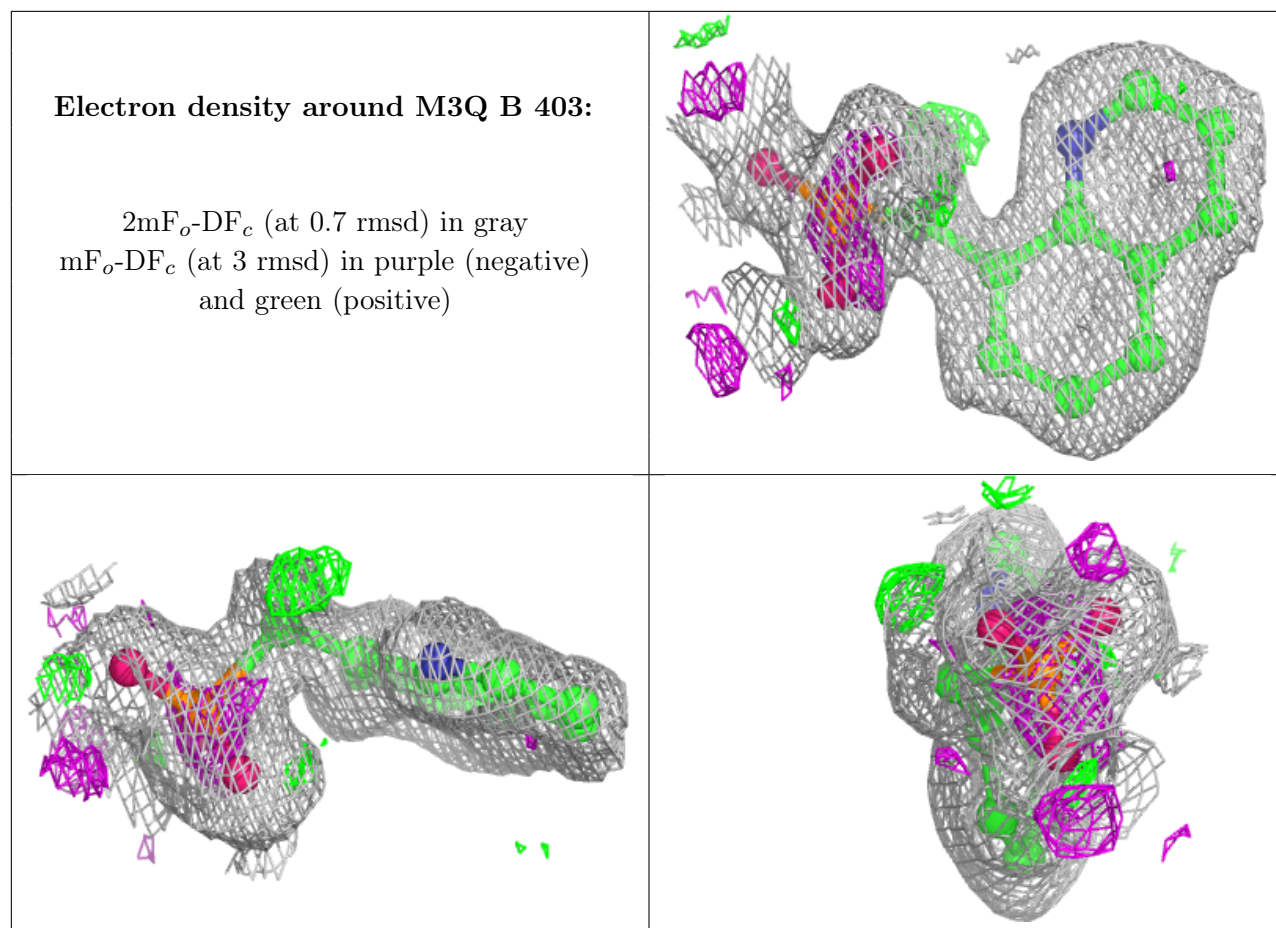 Electron density around M3Q B 403:
2mFo-DFc (at 0.7 rmsd) in gray
mFo-DFc (at 3 rmsd) in purple (negative)
and green (positive)